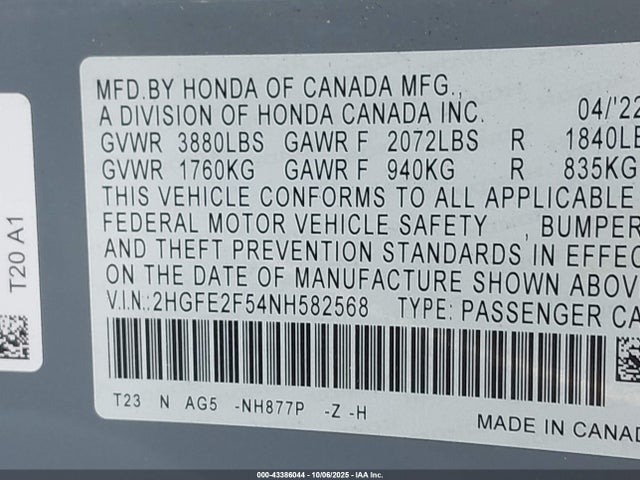 MFD.BY HONDA OF CANADA MFG.,
A DIVISION OF HONDA CANADA INC. 04/'22
GVWR 3880LBS GAWR F 2072LBS R 1840LB
GVWR 1760KG GAWR F 940KG R 835KG
THIS VEHICLE CONFORMS TO ALL APPLICABLE
FEDERAL MOTOR VEHICLE SAFETY , BUMPER
AND THEFT PREVENTION STANDARDS IN EFFEC
ON THE DATE OF MANUFACTURE SHOWN ABOV
V.I.N.:2HGFE2F54NH582568 TYPE: PASSENGER CA
T23 N AG5 -NH877P -Z -H
MADE IN CANAD
T20 A1
000-43386044 - 10/06/2025 - IAA Inc.